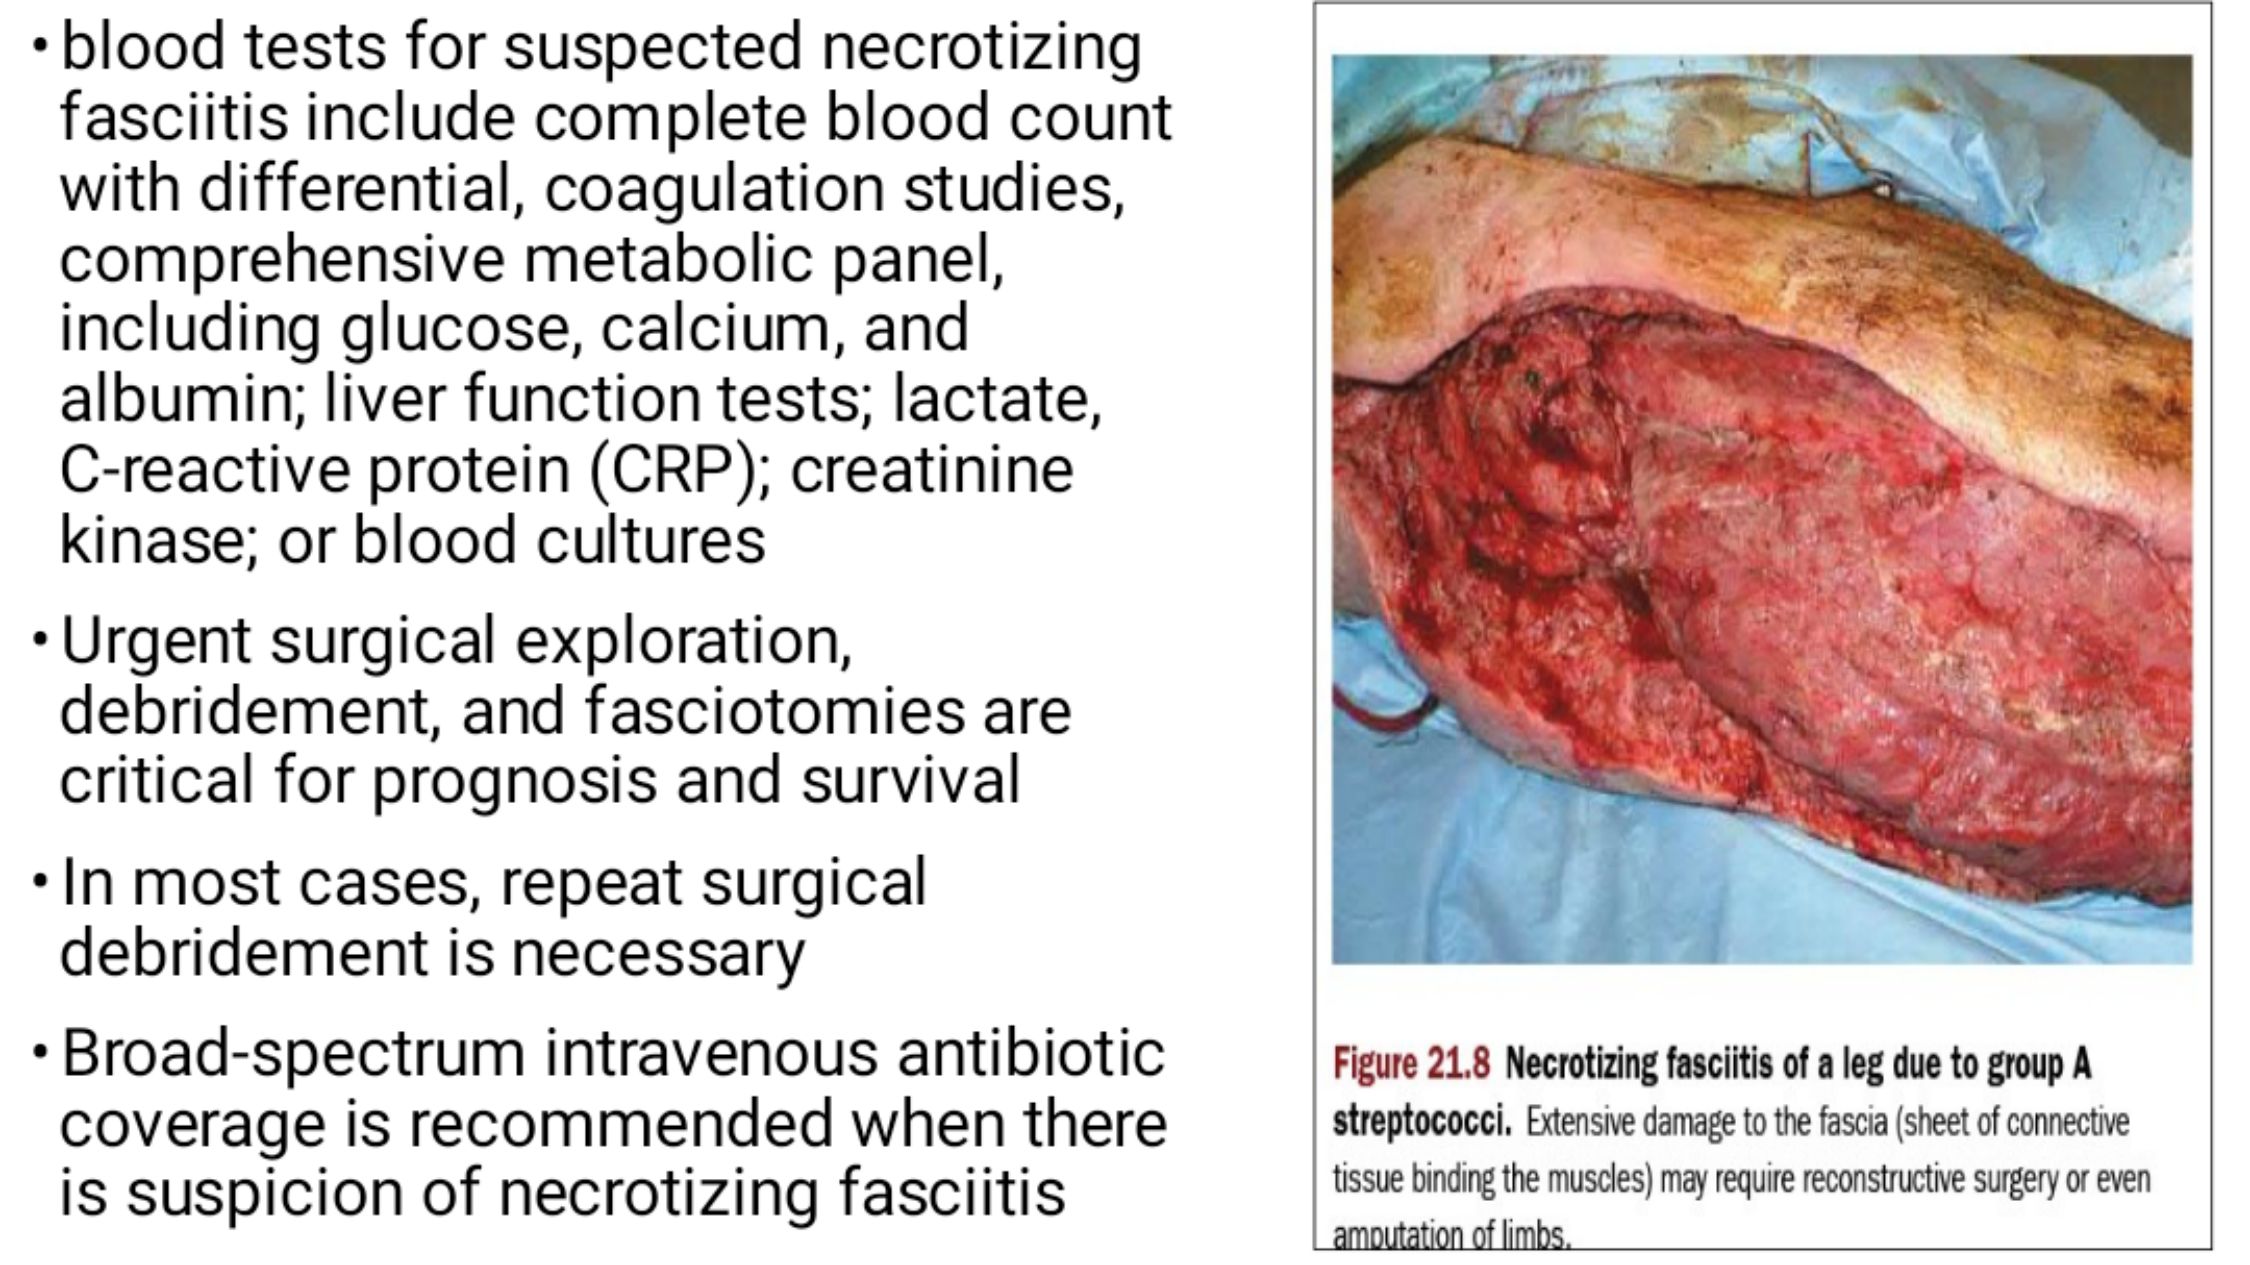 • blood tests for suspected necrotizing
fasciitis include complete blood count
with differential, coagulation studies,
comprehensive metabolic panel,
including glucose, calcium, and
albumin; liver function tests; lactate,
C-reactive protein (CRP); creatinine
kinase; or blood cultures
• Urgent surgical exploration,
debridement, and fasciotomies are
critical for prognosis and survival
• In most cases, repeat surgical
debridement is necessary
• Broad-spectrum intravenous antibiotic
coverage is recommended when there
is suspicion of necrotizing fasciitis
Figure 21.8 Necrotizing fasciitis of a leg due to group A
streptococci. Extensive damage to the fascia (sheet of connective
tissue binding the muscles) may require reconstructive surgery or even
amputation of limbs.